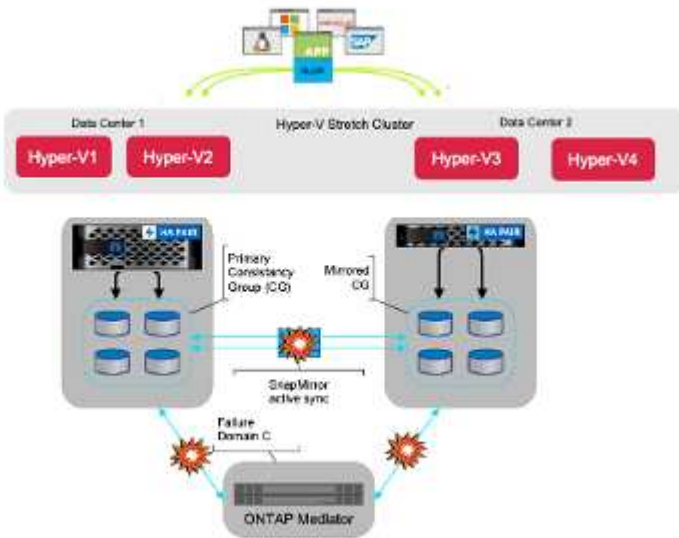 APP
SAP
Data Center 1
Hyper-V Stretch Cluster
Data Center 2
Hyper-V1
Hyper-V2
Hyper-V3
Hyper-V4
HA PAIR
HA PAIR
Primary
Consistancy
Group (CG)
Mirrored
CG
SnapMirror
active sync
Failure
Domain C
ONTAP Mediator